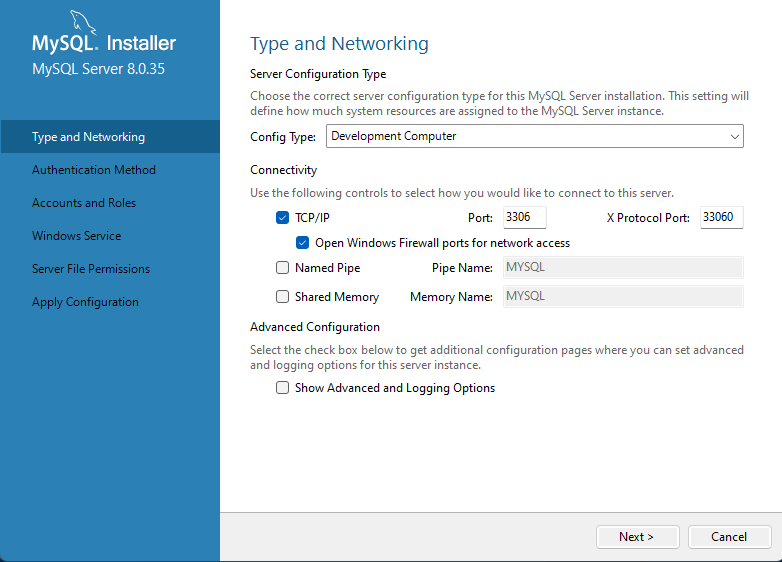 MySQL. Installer
MySQL Server 8.0.35
Type and Networking
Authentication Method
Accounts and Roles
Windows Service
Server File Permissions
Apply Configuration
Type and Networking
Server Configuration Type
Choose the correct server configuration type for this MySQL Server installation. This setting will
define how much system resources are assigned to the MySQL Server instance.
Config Type: Development Computer
Connectivity
Use the following controls to select how you would like to connect to this server.
TCP/IP Port: 3306 X Protocol Port: 33060
Open Windows Firewall ports for network access
Named Pipe Pipe Name: MYSQL
Shared Memory Memory Name: MYSQL
Advanced Configuration
Select the check box below to get additional configuration pages where you can set advanced
and logging options for this server instance.
Show Advanced and Logging Options
Next > Cancel